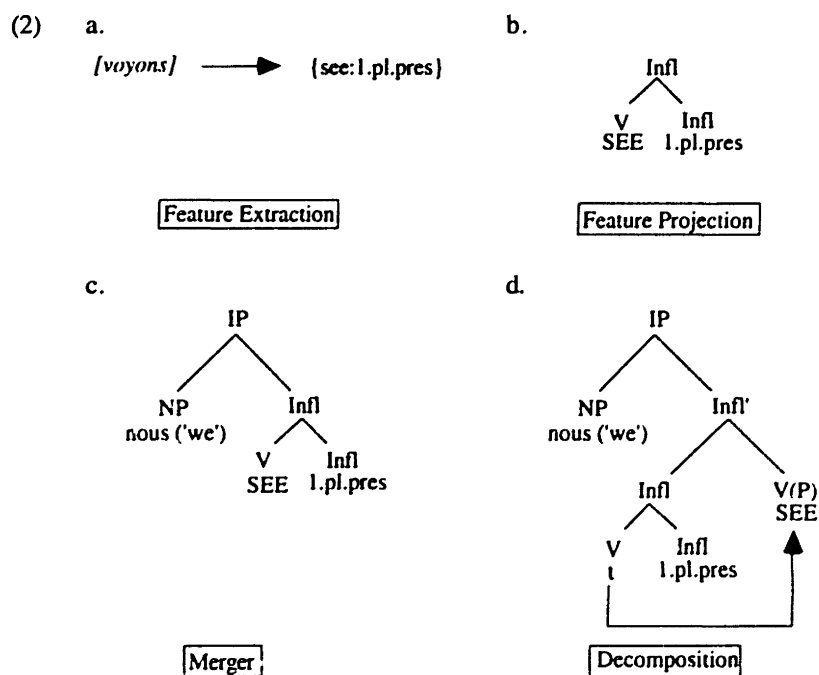 (2) a. b.
[voyons] {see:1.pl.pres}
Infl
V Infl
SEE 1.pl.pres
Feature Extraction
Feature Projection
c. d.
IP
NP Infl
nous ('we')
V Infl
SEE 1.pl.pres
Merger
IP
NP Infl'
nous ('we')
Infl V(P)
SEE
V Infl
t 1.pl.pres
Decomposition